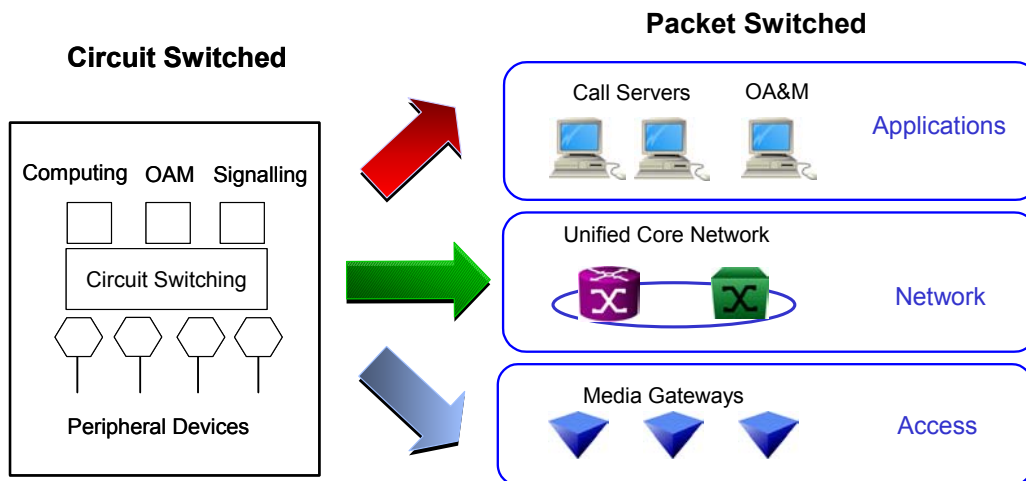 Circuit Switched
Computing OAM Signalling
Circuit Switching
Peripheral Devices
Packet Switched
Call Servers OA&M
Applications
Unified Core Network
Network
Media Gateways
Access